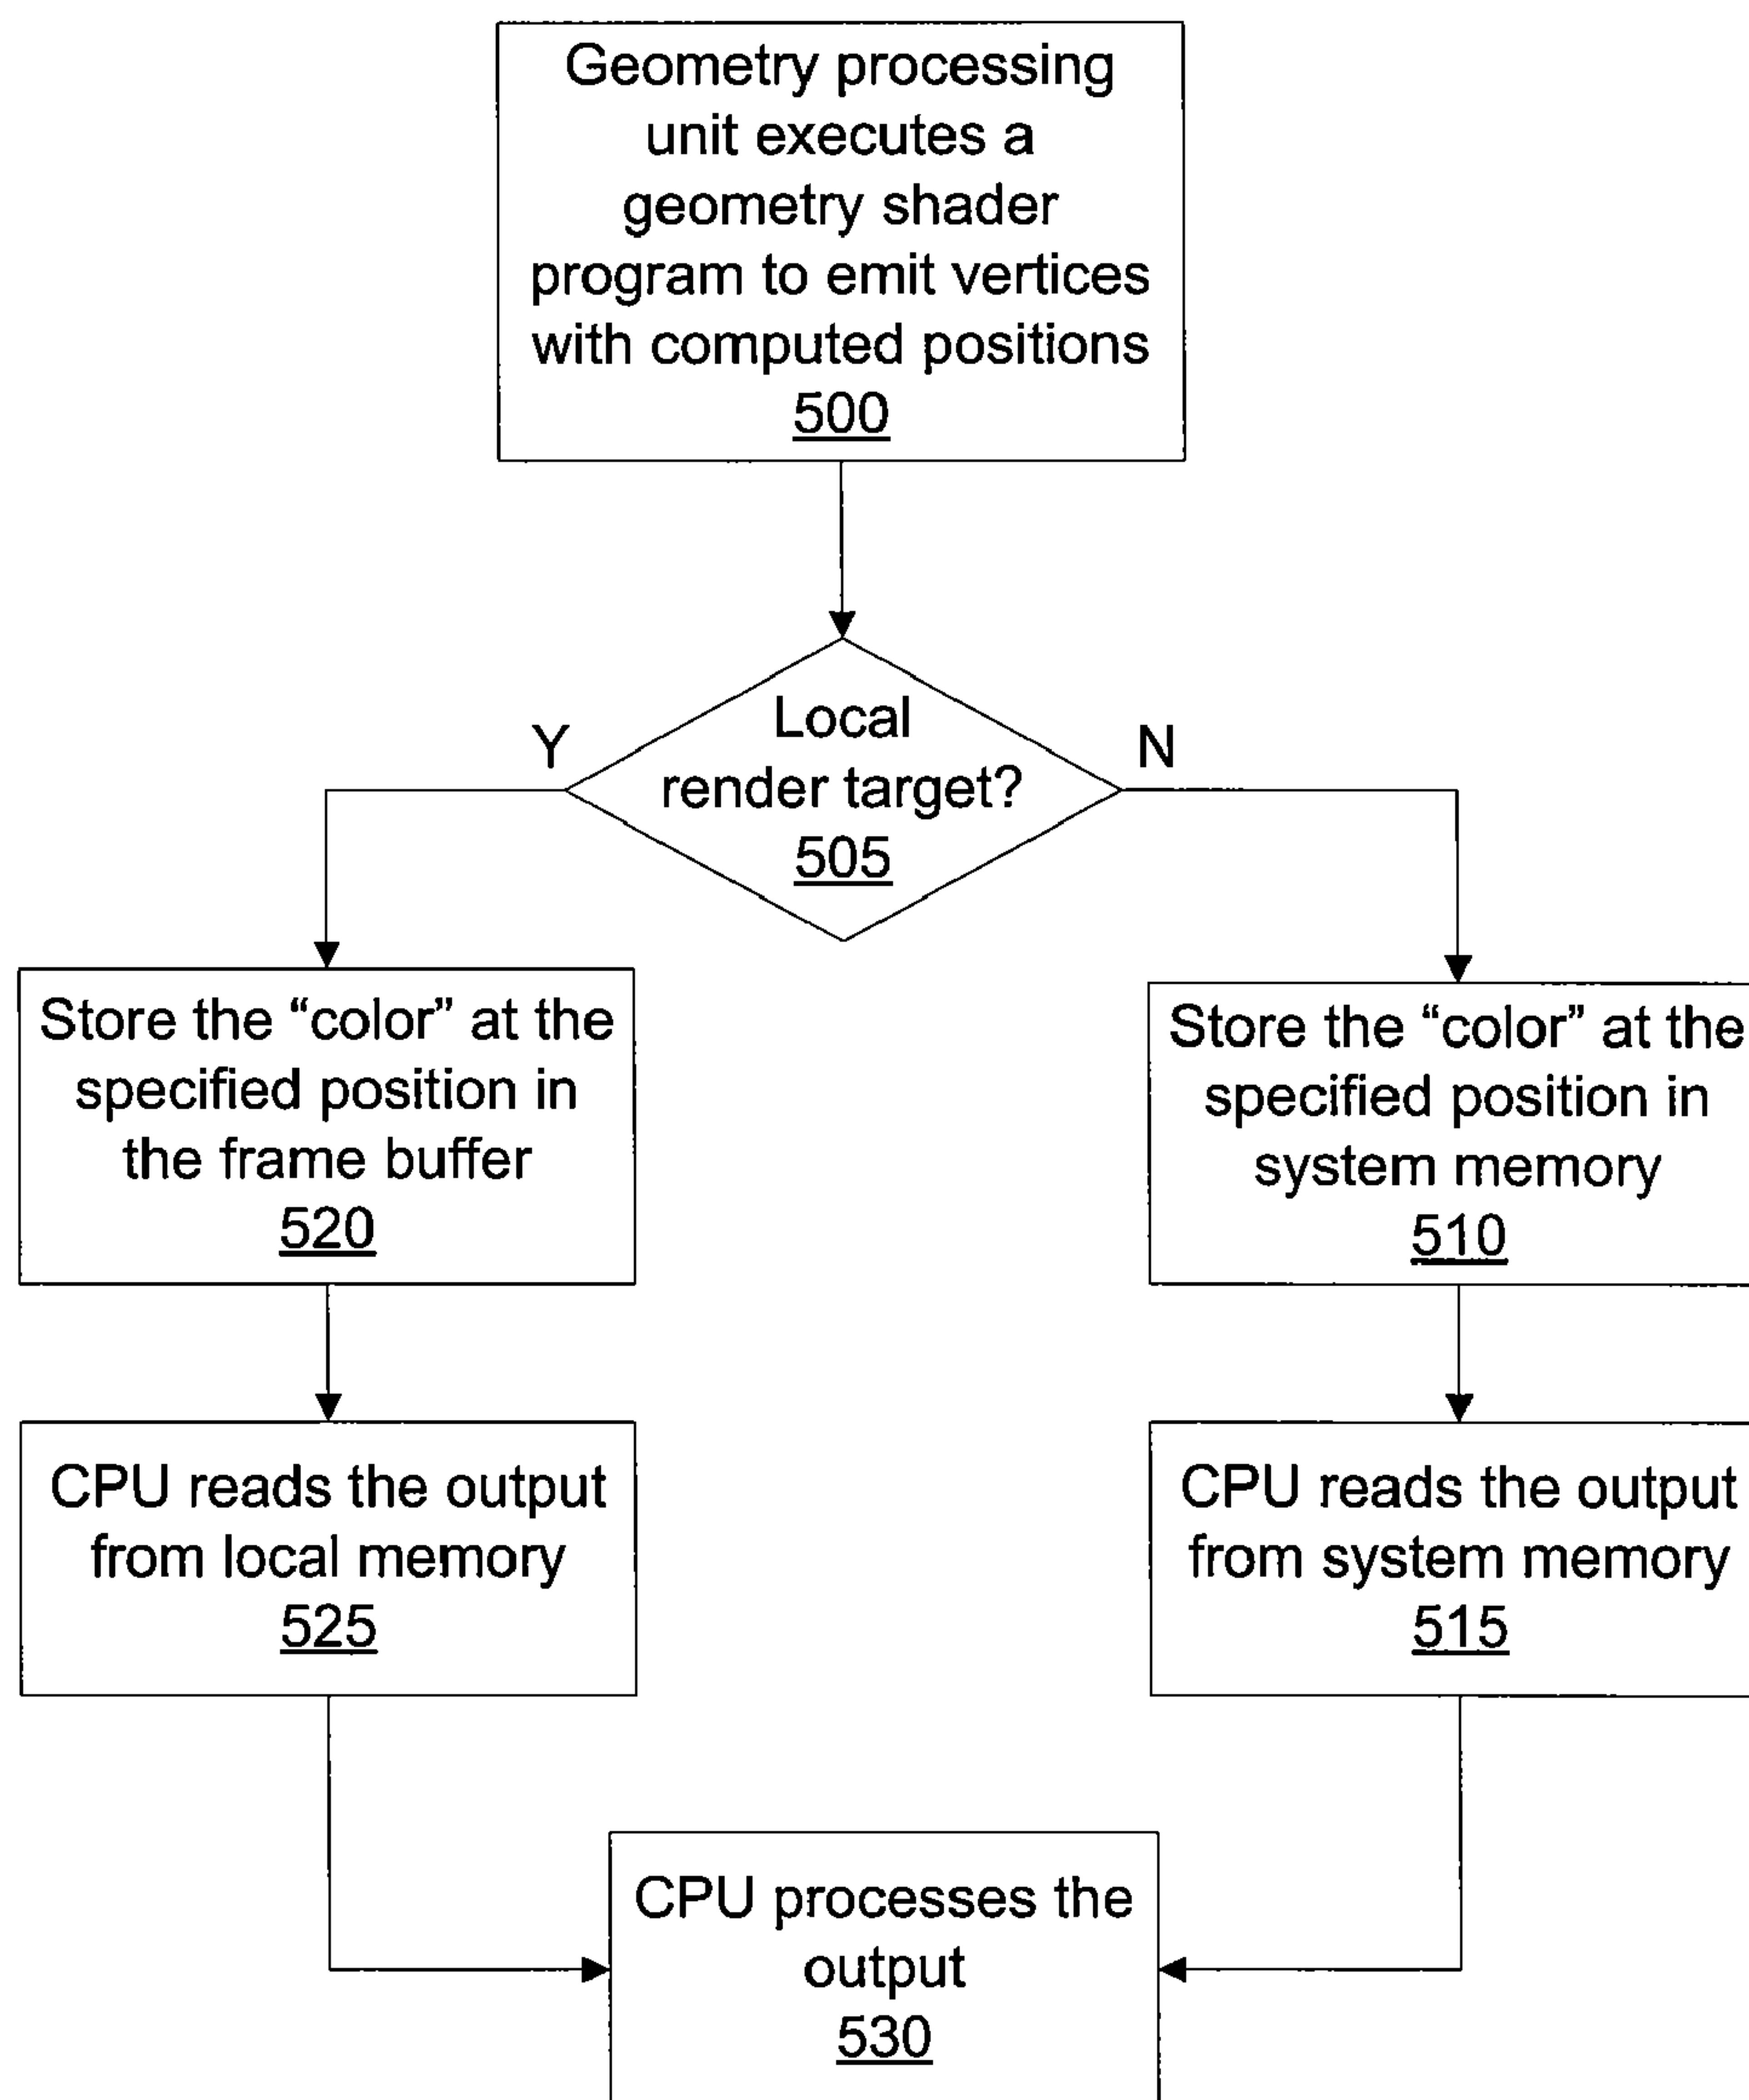 Geometry processing
unit executes a
geometry shader
program to emit vertices
with computed positions
500
Local
render target?
505
Y
N
Store the “color” at the
specified position in
the frame buffer
520
Store the “color” at the
specified position in
system memory
510
CPU reads the output
from local memory
525
CPU reads the output
from system memory
515
CPU processes the
output
530